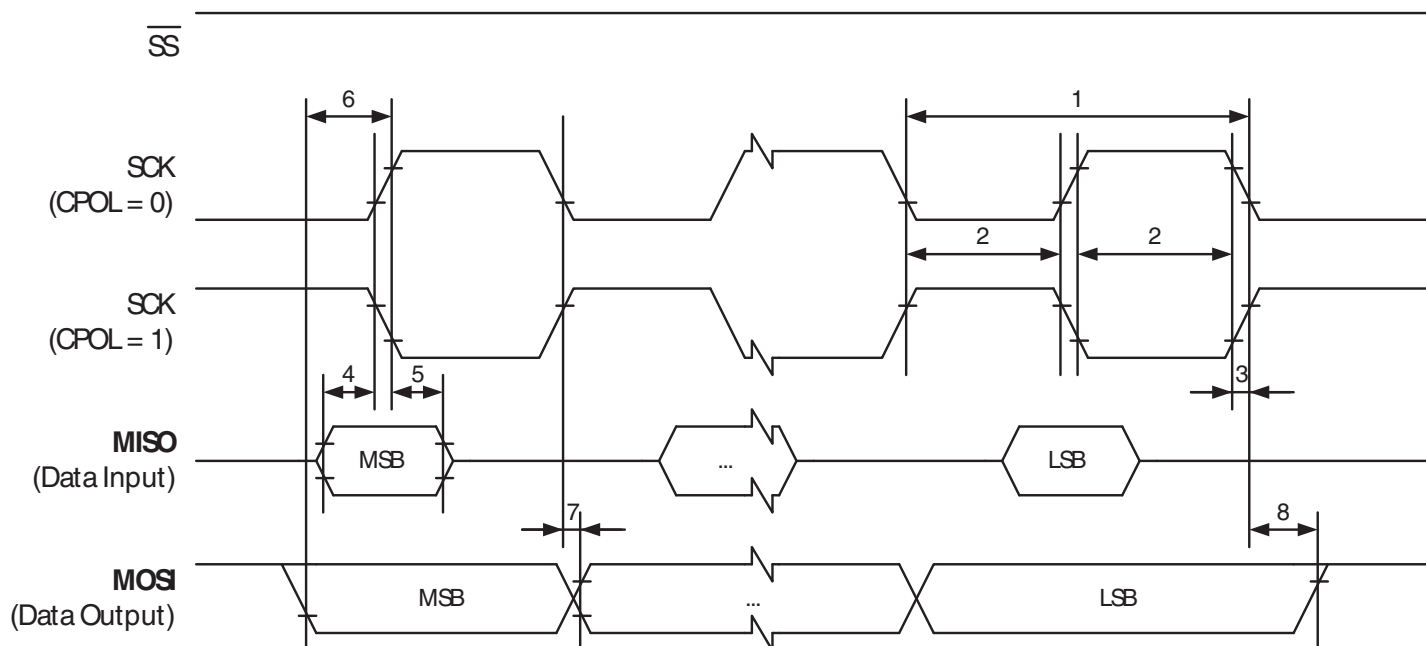 SS
6
1
SCK
(CPOL = 0)
2
2
SCK
(CPOL = 1)
4
5
3
MISO
(Data Input)
MSB
...
LSB
7
8
MOSI
(Data Output)
MSB
...
LSB